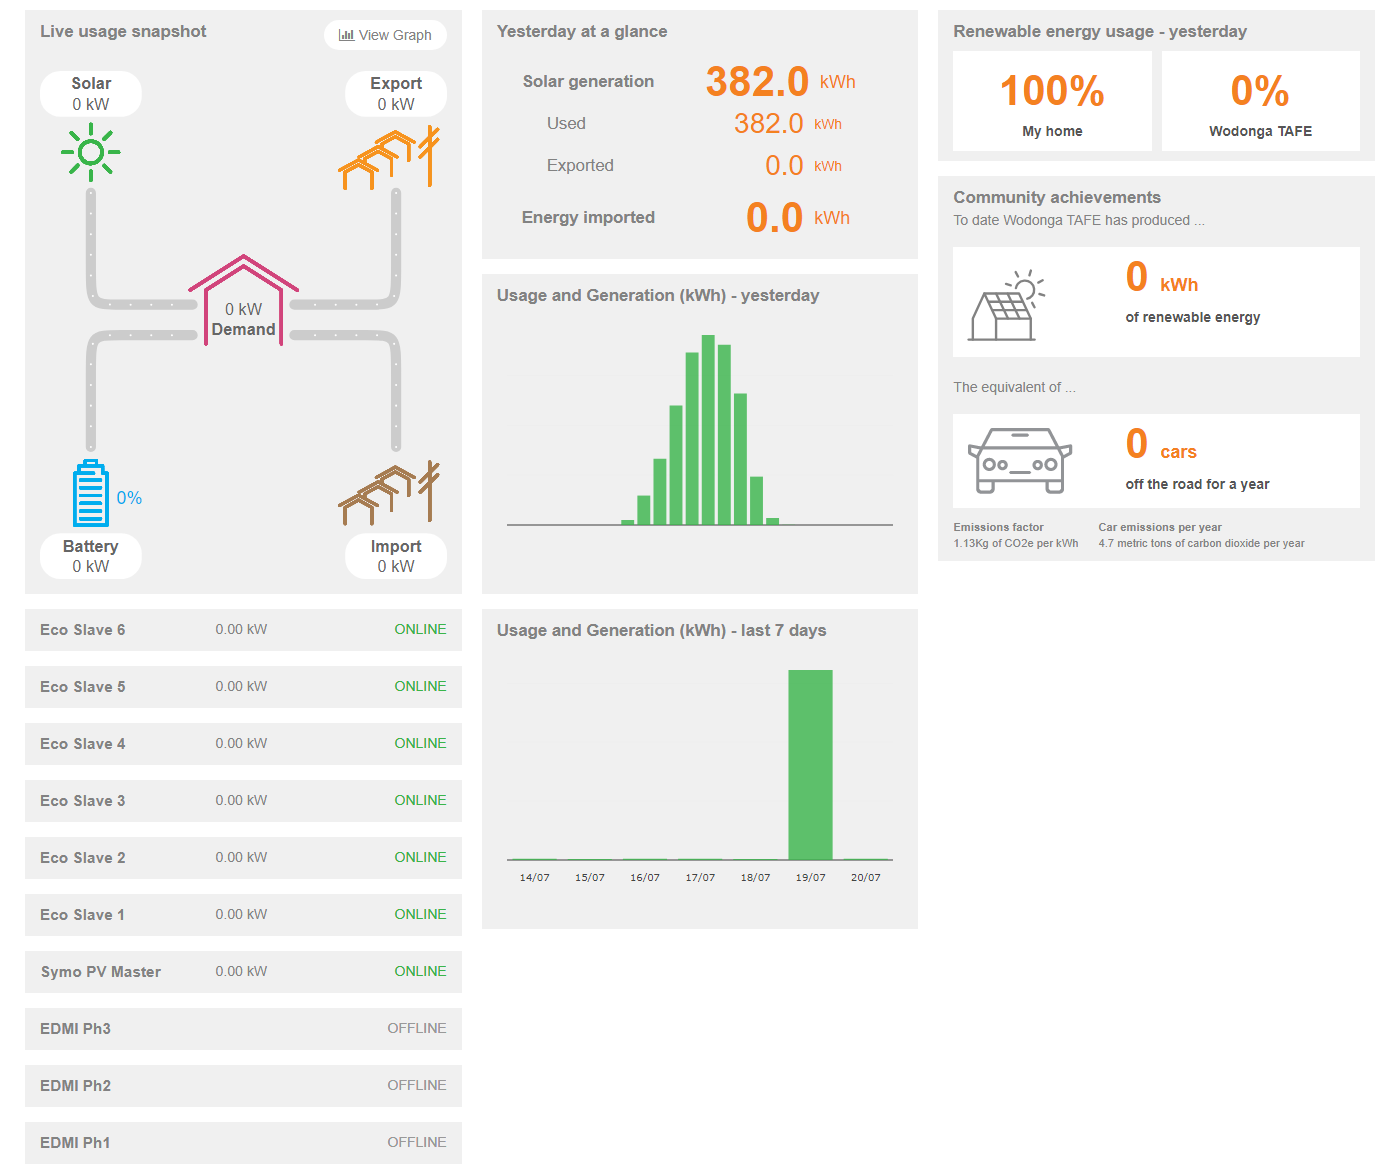 Live usage snapshot
View Graph
Solar
0 kW
Export
0 kW
0 kW
Demand
0%
Battery
0 kW
Import
0 kW
Eco Slave 6 0.00 kW ONLINE
Eco Slave 5 0.00 kW ONLINE
Eco Slave 4 0.00 kW ONLINE
Eco Slave 3 0.00 kW ONLINE
Eco Slave 2 0.00 kW ONLINE
Eco Slave 1 0.00 kW ONLINE
Symo PV Master 0.00 kW ONLINE
EDMI Ph3 OFFLINE
EDMI Ph2 OFFLINE
EDMI Ph1 OFFLINE
Yesterday at a glance
Solar generation 382.0 kWh
Used 382.0 kWh
Exported 0.0 kWh
Energy imported 0.0 kWh
Usage and Generation (kWh) - yesterday
Usage and Generation (kWh) - last 7 days
14/07 15/07 16/07 17/07 18/07 19/07 20/07
Renewable energy usage - yesterday
100%
My home
0%
Wodonga TAFE
Community achievements
To date Wodonga TAFE has produced ...
0 kWh
of renewable energy
The equivalent of ...
0 cars
off the road for a year
Emissions factor
1.13Kg of CO2e per kWh
Car emissions per year
4.7 metric tons of carbon dioxide per year